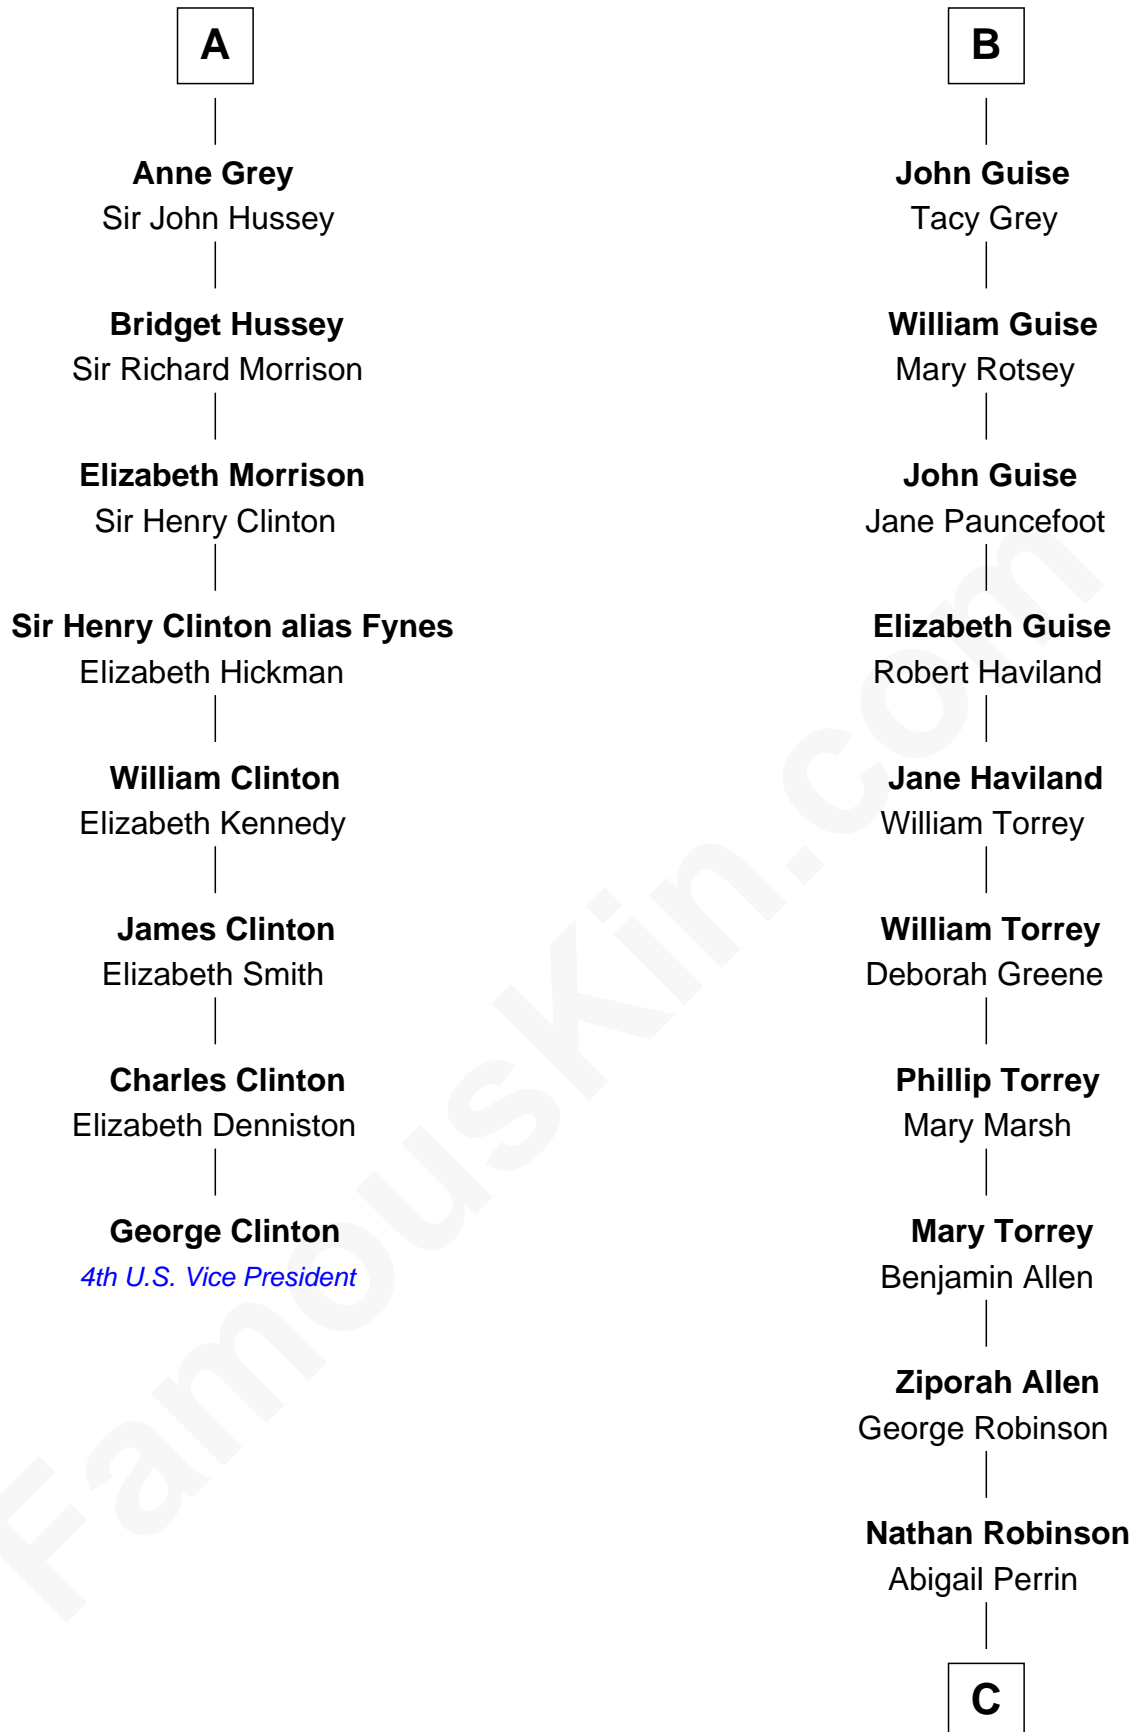 A
Anne Grey
Sir John Hussey
Bridget Hussey
Sir Richard Morrison
Elizabeth Morrison
Sir Henry Clinton
Sir Henry Clinton alias Fynes
Elizabeth Hickman
William Clinton
Elizabeth Kennedy
James Clinton
Elizabeth Smith
Charles Clinton
Elizabeth Denniston
George Clinton
4th U.S. Vice President
B
John Guise
Tacy Grey
William Guise
Mary Rotsey
John Guise
Jane Pauncefoot
Elizabeth Guise
Robert Haviland
Jane Haviland
William Torrey
William Torrey
Deborah Greene
Phillip Torrey
Mary Marsh
Mary Torrey
Benjamin Allen
Ziporah Allen
George Robinson
Nathan Robinson
Abigail Perrin
C
FamousKin.com